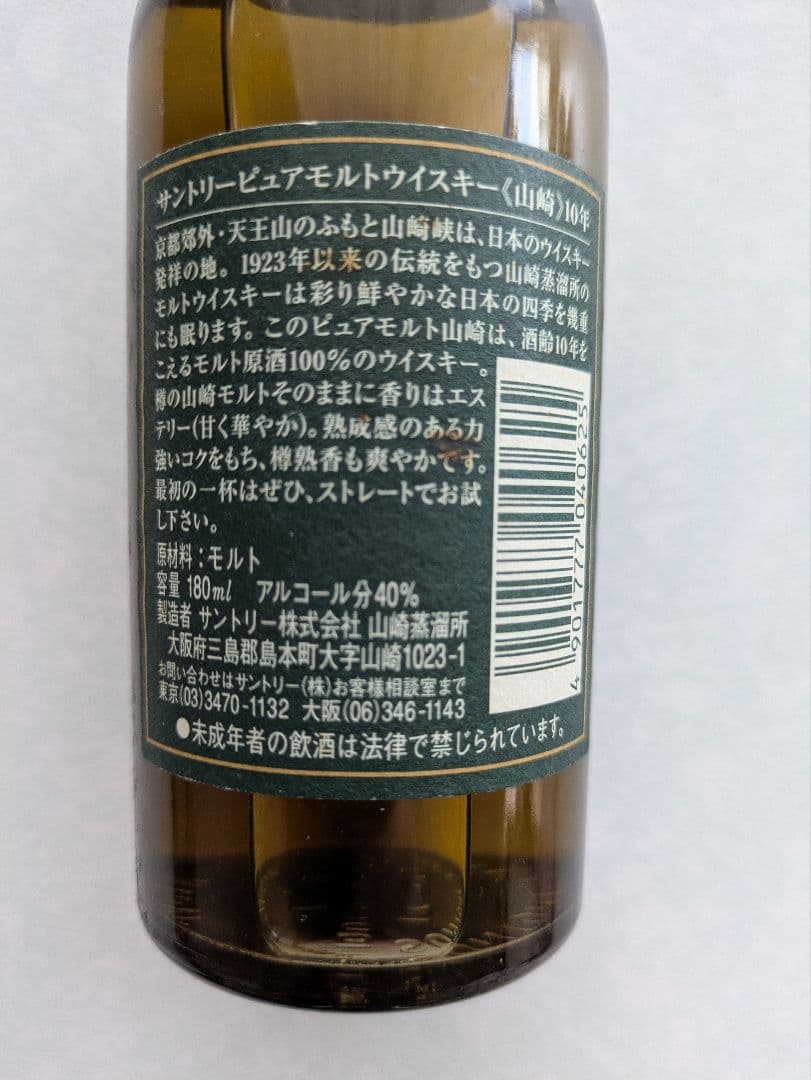 サントリーピュアモルトウイスキー《山崎》10年
京都郊外・天王山のふもと山崎峡は、日本のウイスキー
発祥の地。1923年以来の伝統をもつ山崎蒸溜所の
モルトウイスキーは彩り鮮やかな日本の四季を幾重
にも眠ります。このピュアモルト山崎は、酒齢10年を
こえるモルト原酒100%のウイスキー。
樽の山崎モルトそのままに香りはエス
テリー(甘く華やか)。熟成感のある力
強いコクをもち、樽熟香も爽やかです。
最初の一杯はぜひ、ストレートでお試
し下さい。
原材料：モルト
容量 180ml アルコール分40%
製造者 サントリー株式会社 山崎蒸溜所
大阪府三島郡島本町大字山崎1023-1
お問い合わせはサントリー(株)お客様相談室まで
東京(03)3470-1132 大阪(06)346-1143
●未成年者の飲酒は法律で禁じられています。
4901777040625